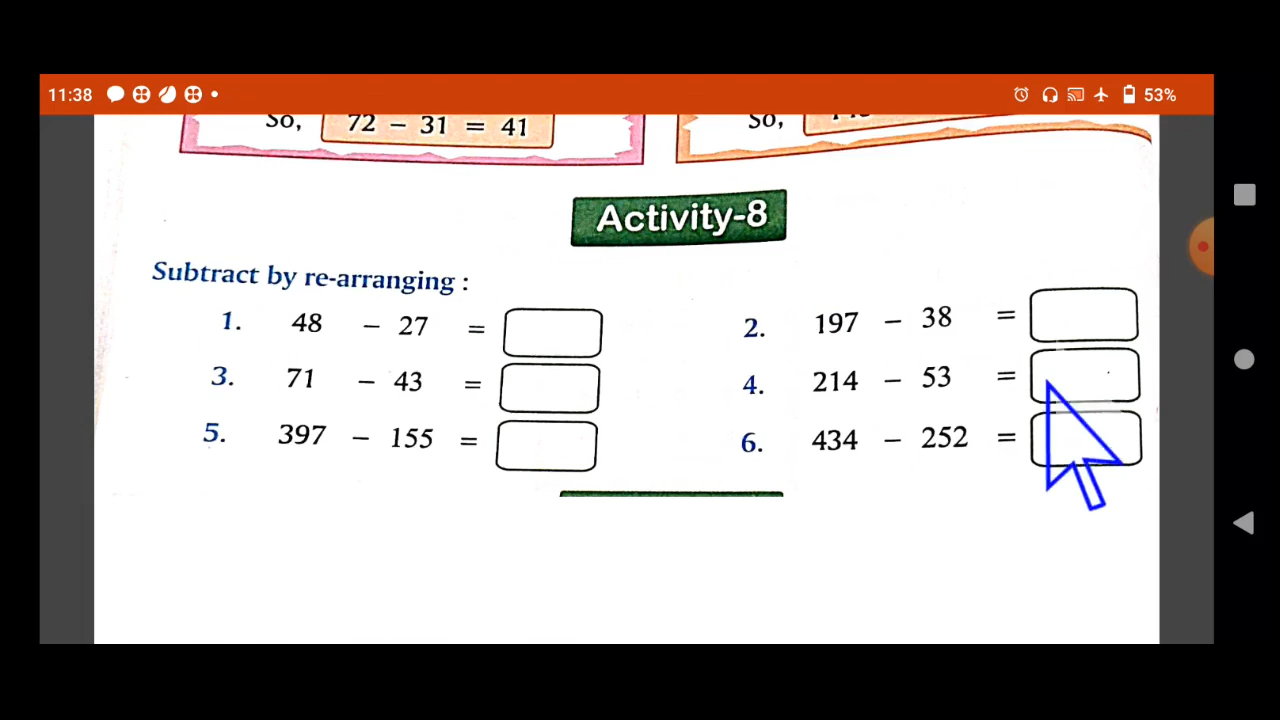 11:38 53%
So, 72 – 31 = 41 So,
Activity-8
Subtract by re-arranging :
1. 48 – 27 = 2. 197 – 38 =
3. 71 – 43 = 4. 214 – 53 =
5. 397 – 155 = 6. 434 – 252 =